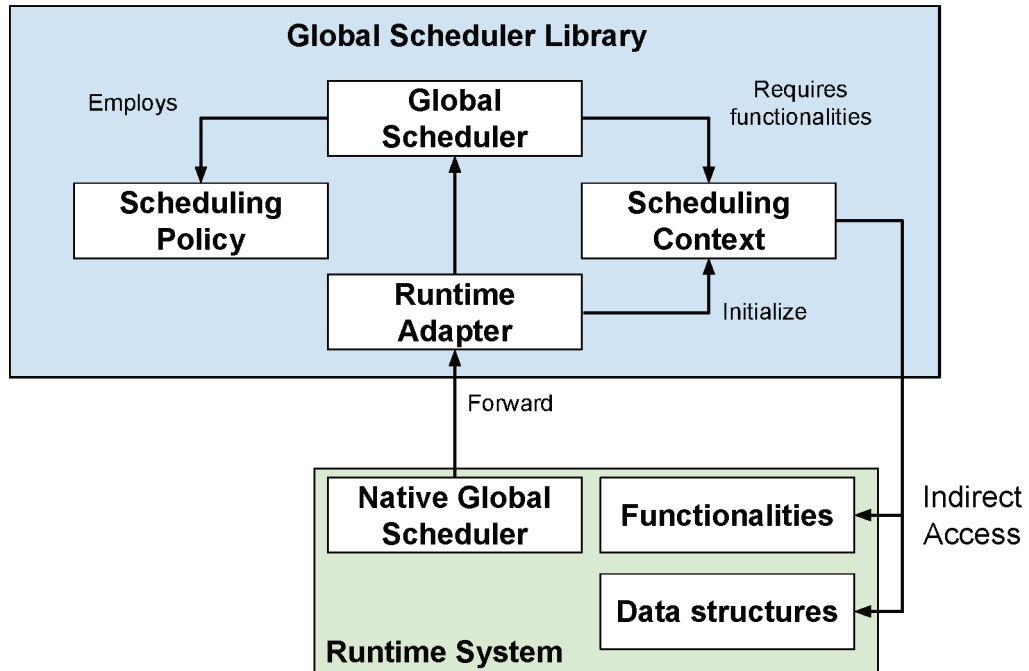 Global Scheduler Library
Employs
Global
Scheduler
Requires
functionalities
Scheduling
Policy
Scheduling
Context
Runtime
Adapter
Initialize
Forward
Native Global
Scheduler
Functionalities
Indirect
Access
Data structures
Runtime System